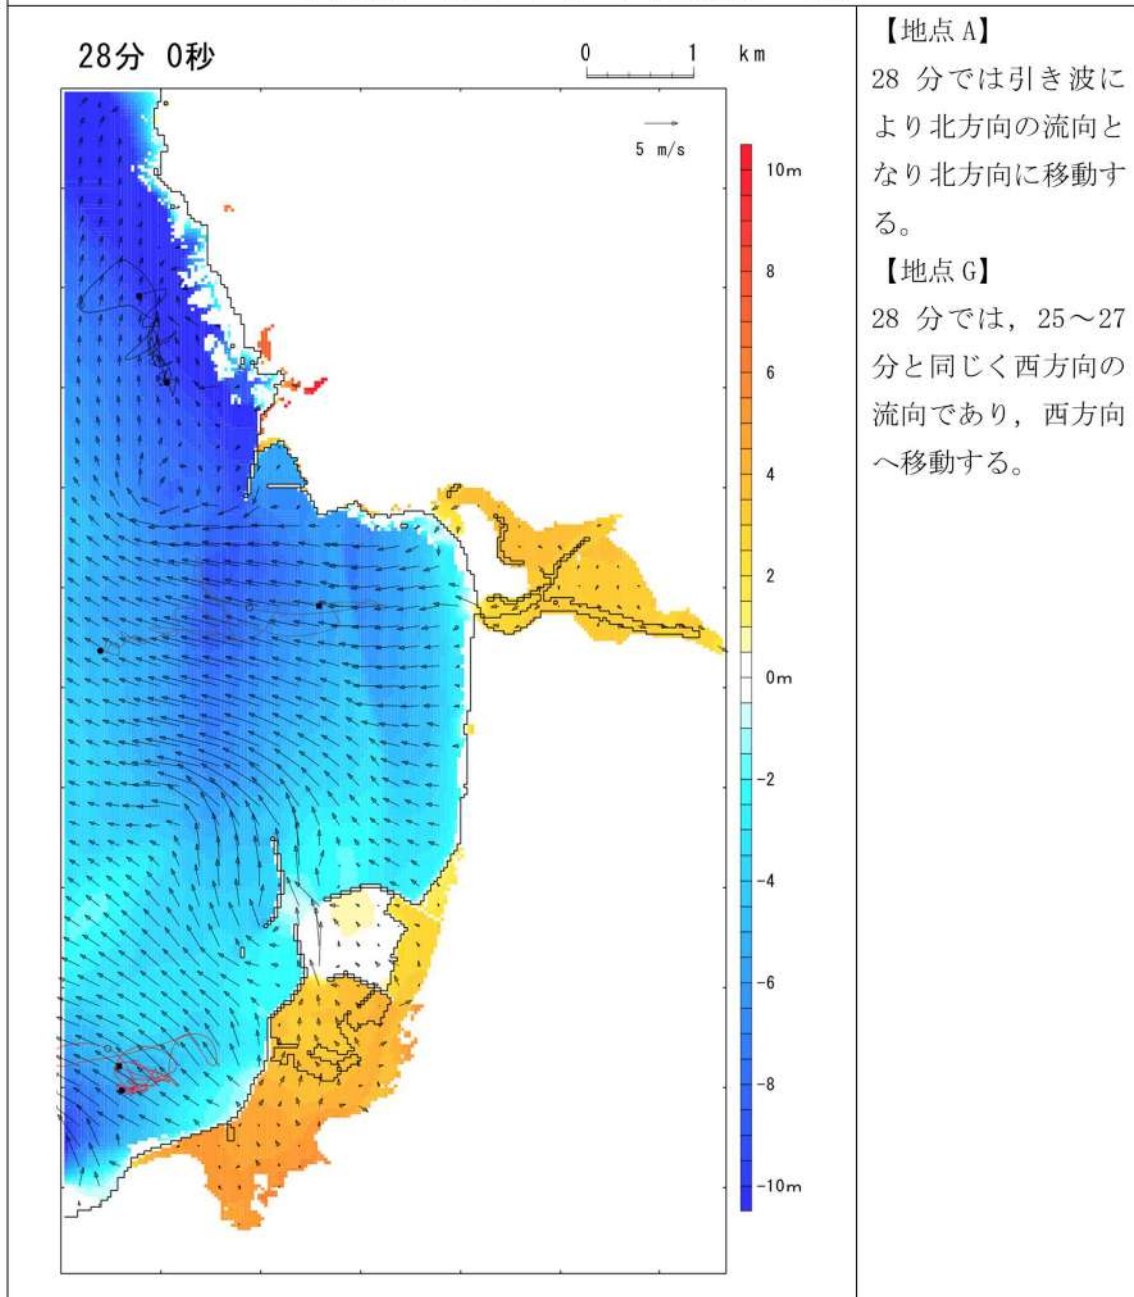 28分 0秒
0 1 km
5 m/s
10m
8
6
4
2
0m
-2
-4
-6
-8
-10m
【地点A】
28 分では引き波に
より北方向の流向と
なり北方向に移動す
る。
【地点G】
28 分では，25～27
分と同じく西方向の
流向であり，西方向
へ移動する。